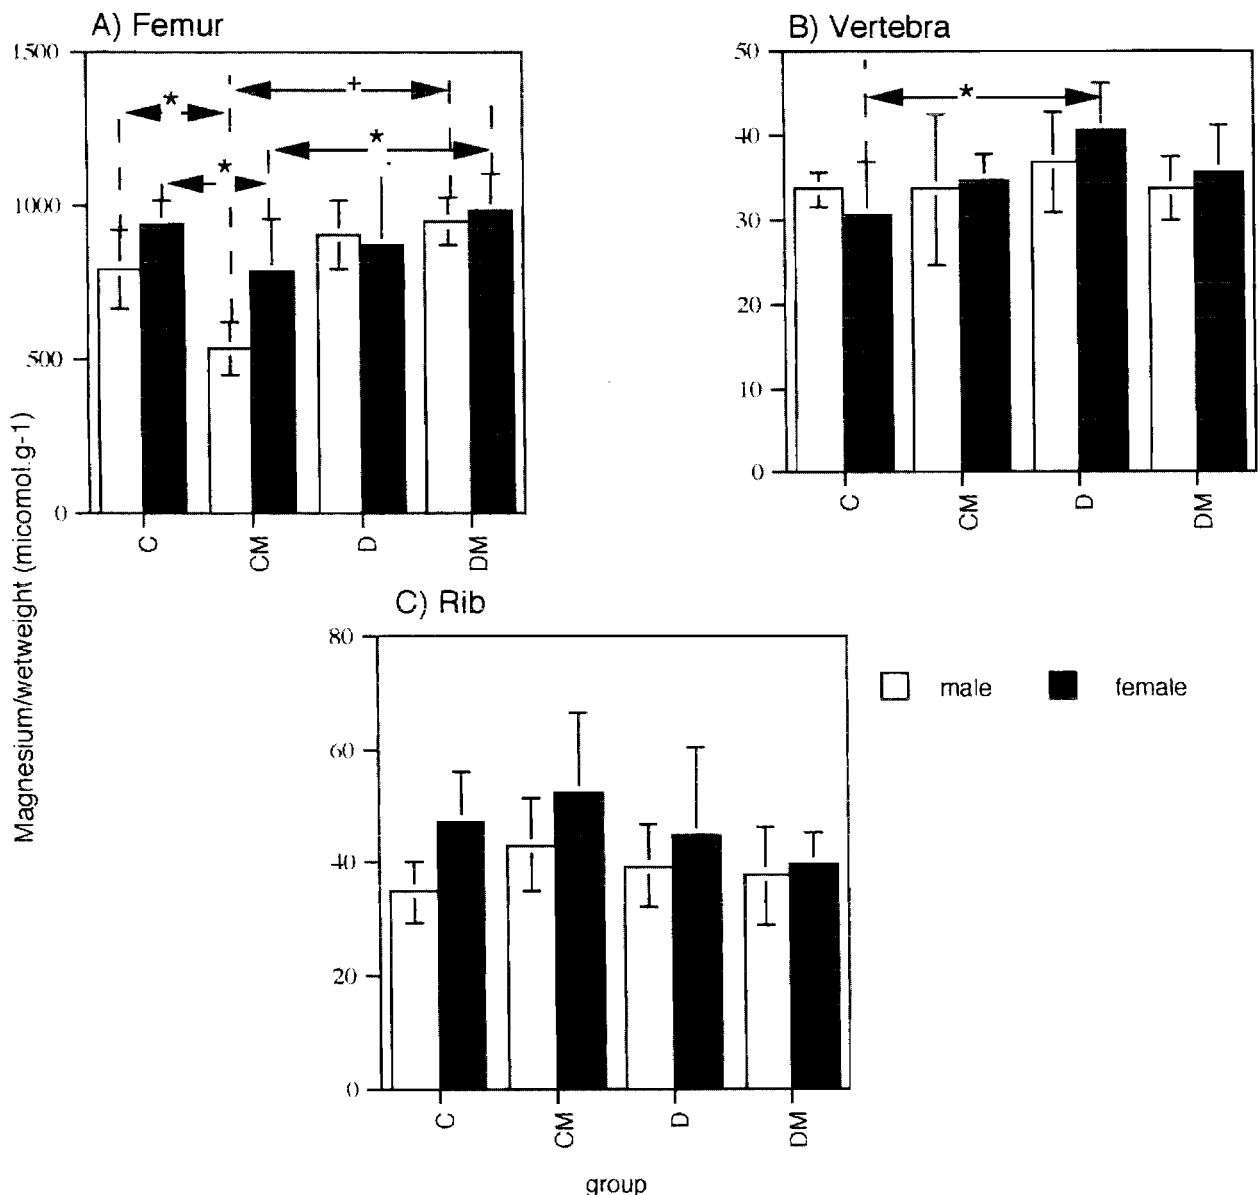 A) Femur
1500
1000
500
0
*
+
*
*
C
CM
D
DM
B) Vertebra
50
40
30
20
10
0
*
C
CM
D
DM
Magnesium/wetweight (micomol.g-1)
C) Rib
80
60
40
20
0
C
CM
D
DM
male
female
group